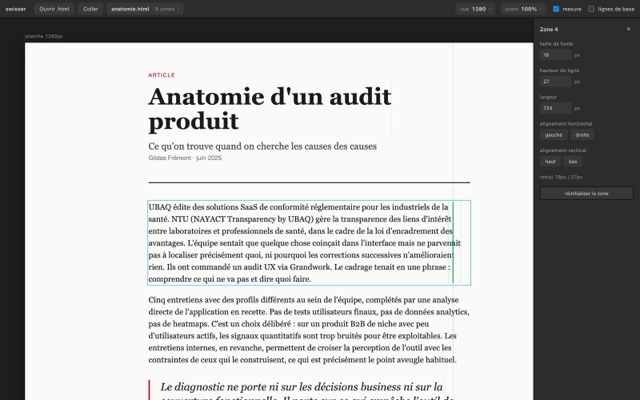 swisser Ouvrir .html Coller anatomie.html · 9 zones · vue 1280 zoom 100% mesure lignes de base
planche 1280px
Zone 4 ×
taille de fonte
18 px
hauteur de ligne
27 px
largeur
724 px
alignement horizontal
gauche droite
alignement vertical
haut bas
rendu 18px / 27px
réinitialiser la zone
ARTICLE
Anatomie d'un audit
produit
Ce qu'on trouve quand on cherche les causes des causes
Gildas Frémont · juin 2025
UBAQ édite des solutions SaaS de conformité réglementaire pour les industriels de la
santé. NTU (NAYACT Transparency by UBAQ) gère la transparence des liens d'intérêt
entre laboratoires et professionnels de santé, dans le cadre de la loi d'encadrement des
avantages. L'équipe sentait que quelque chose coinçait dans l'interface mais ne parvenait
pas à localiser précisément quoi, ni pourquoi les corrections successives n'amélioraient
rien. Ils ont commandé un audit UX via Grandwork. Le cadrage tenait en une phrase :
comprendre ce qui ne va pas et dire quoi faire.
Cinq entretiens avec des profils différents au sein de l'équipe, complétés par une analyse
directe de l'application en recette. Pas de tests utilisateurs finaux, pas de données analytics,
pas de heatmaps. C'est un choix délibéré : sur un produit B2B de niche avec peu
d'utilisateurs actifs, les signaux quantitatifs sont trop bruités pour être exploitables. Les
entretiens internes, en revanche, permettent de croiser la perception de l'outil avec les
contraintes de ceux qui le construisent, ce qui est précisément le point aveugle habituel.
Le diagnostic ne porte ni sur les décisions business ni sur la